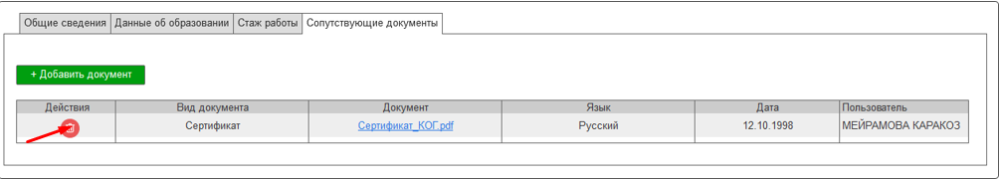 Общие сведения Данные об образовании Стаж работы Сопутствующие документы
+ Добавить документ
Действия Вид документа Документ Язык Дата Пользователь
Сертификат Сертификат_КОГ.pdf Русский 12.10.1998 МЕЙРАМОВА КАРАКОЗ